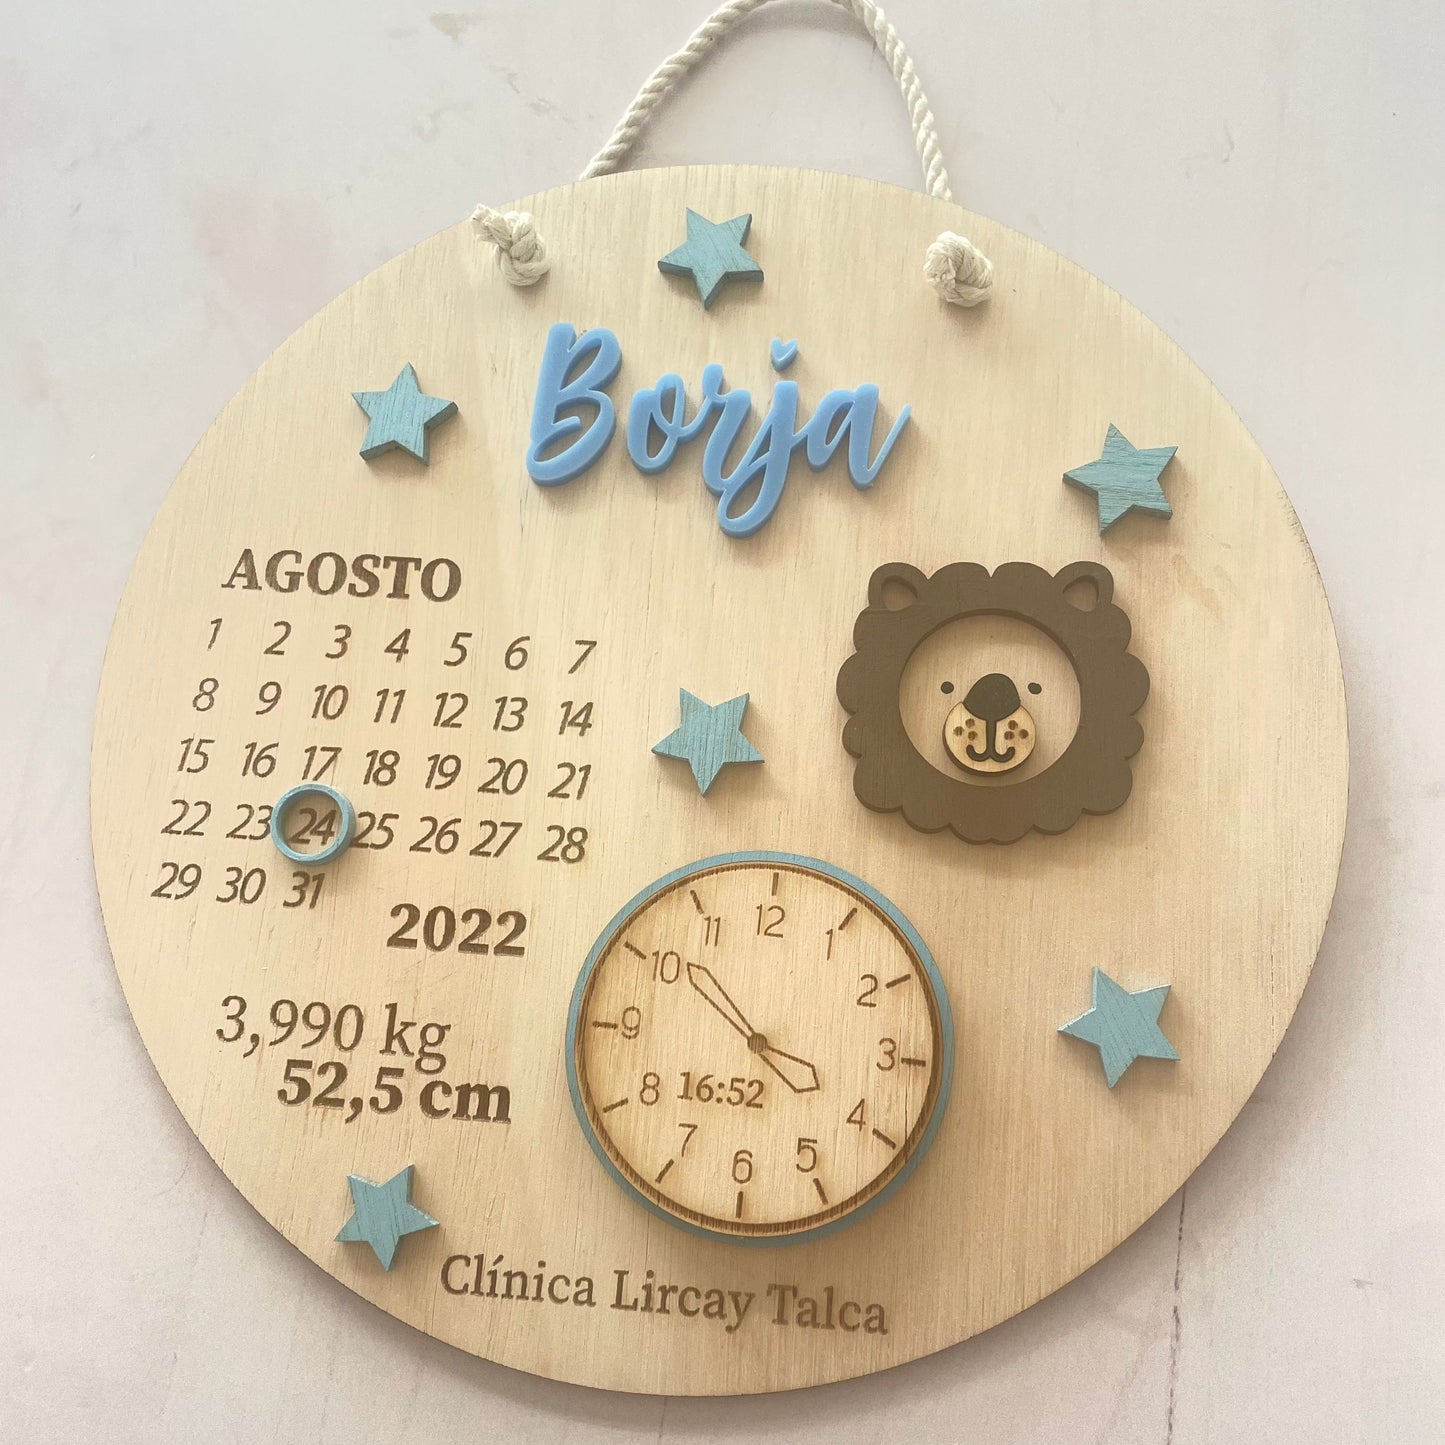 Borja
AGOSTO
1 2 3 4 5 6 7
8 9 10 11 12 13 14
15 16 17 18 19 20 21
22 23 24 25 26 27 28
29 30 31
2022
3,990 kg
52,5 cm
12
11 1
10 2
9 3
8 16:52 4
7 5
6
Clínica Lircay Talca